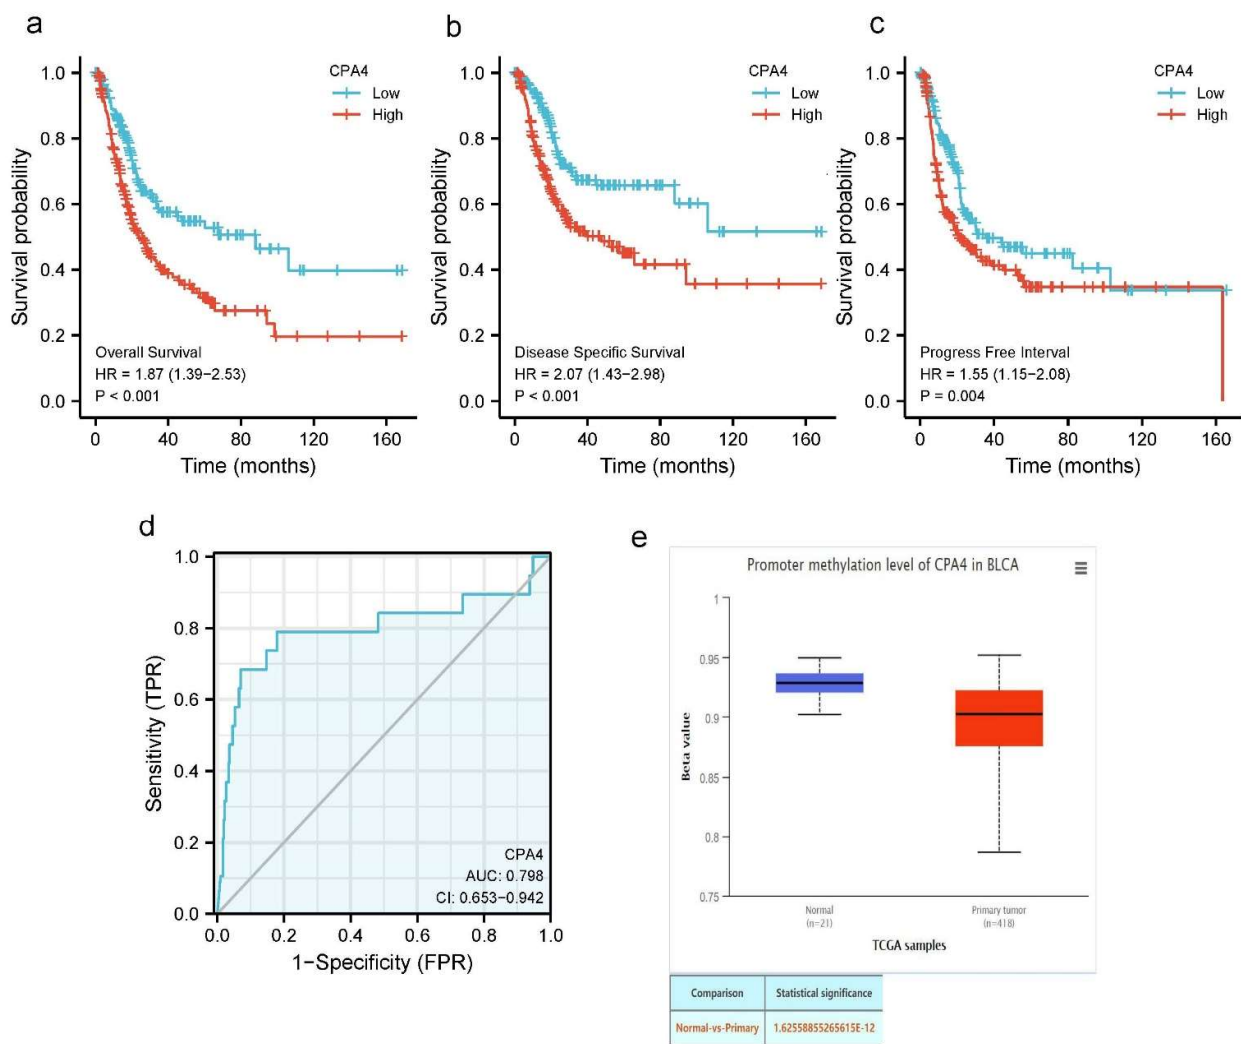 a
CPA4
Low
High
Survival probability
1.0
0.8
0.6
0.4
0.2
0.0
Overall Survival
HR = 1.87 (1.39−2.53)
P < 0.001
0 40 80 120 160
Time (months)
b
CPA4
Low
High
Survival probability
1.0
0.8
0.6
0.4
0.2
0.0
Disease Specific Survival
HR = 2.07 (1.43−2.98)
P < 0.001
0 40 80 120 160
Time (months)
c
CPA4
Low
High
Survival probability
1.0
0.8
0.6
0.4
0.2
0.0
Progress Free Interval
HR = 1.55 (1.15−2.08)
P = 0.004
0 40 80 120 160
Time (months)
d
Sensitivity (TPR)
1.0
0.8
0.6
0.4
0.2
0.0
CPA4
AUC: 0.798
CI: 0.653−0.942
0.0 0.2 0.4 0.6 0.8 1.0
1−Specificity (FPR)
e
Promoter methylation level of CPA4 in BLCA
Beta value
1
0.95
0.9
0.85
0.8
0.75
Normal
(n=21)
Primary tumor
(n=418)
TCGA samples
Comparison Statistical significance
Normal-vs-Primary 1.62558855265615E-12